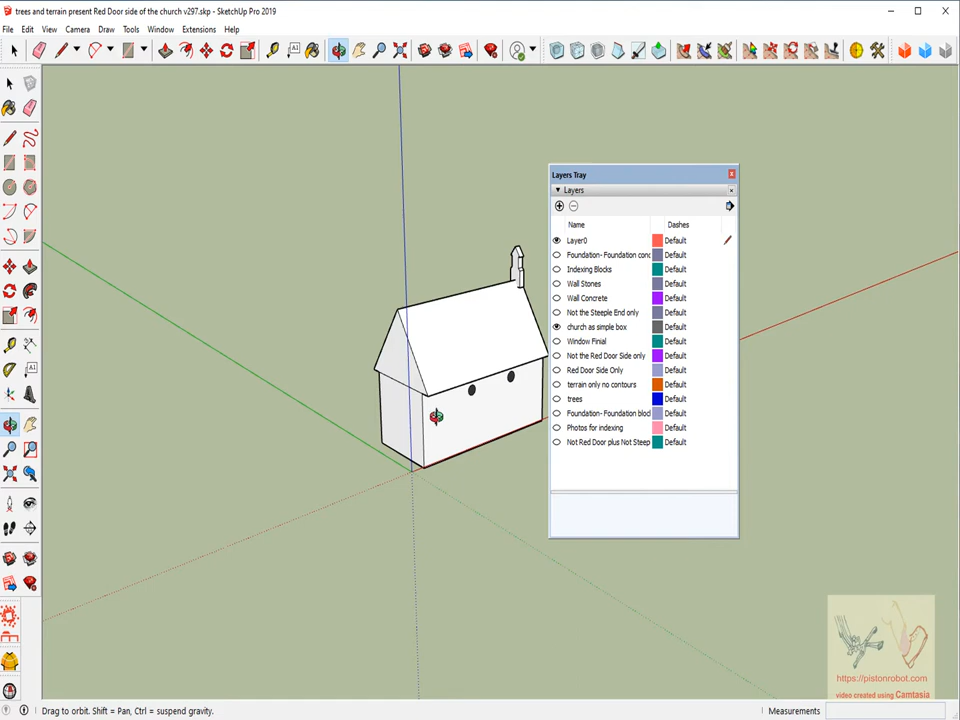 trees and terrain present Red Door side of the church v297.skp - SketchUp Pro 2019
File Edit View Camera Draw Tools Window Extensions Help
Layers Tray
Layers
Name Dashes
Layer0 Default
Foundation- Foundation conc Default
Indexing Blocks Default
Wall Stones Default
Wall Concrete Default
Not the Steeple End only Default
church as simple box Default
Window Finial Default
Not the Red Door Side only Default
Red Door Side Only Default
terrain only no contours Default
trees Default
Foundation- Foundation blod Default
Photos for indexing Default
Not Red Door plus Not Steep Default
https://pistonrobot.com
video created using Camtasia
Drag to orbit. Shift = Pan, Ctrl = suspend gravity.
Measurements